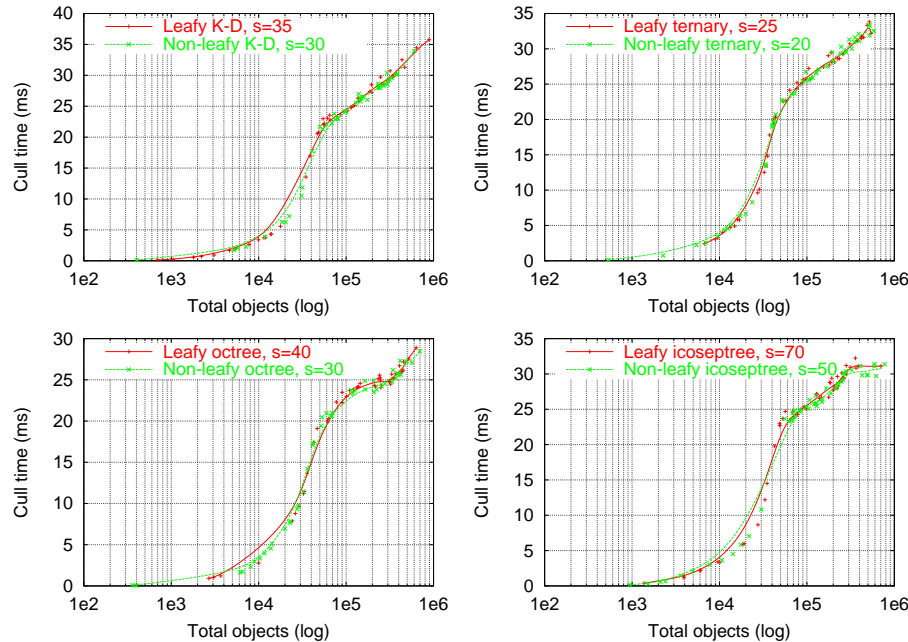 Leafy K-D, s=35
Non-leafy K-D, s=30
40
35
30
25
20
15
10
5
0
Cull time (ms)
1e2 1e3 1e4 1e5 1e6
Total objects (log)
Leafy ternary, s=25
Non-leafy ternary, s=20
35
30
25
20
15
10
5
0
Cull time (ms)
1e2 1e3 1e4 1e5 1e6
Total objects (log)
Leafy octree, s=40
Non-leafy octree, s=30
30
25
20
15
10
5
0
Cull time (ms)
1e2 1e3 1e4 1e5 1e6
Total objects (log)
Leafy icoseptree, s=70
Non-leafy icoseptree, s=50
35
30
25
20
15
10
5
0
Cull time (ms)
1e2 1e3 1e4 1e5 1e6
Total objects (log)